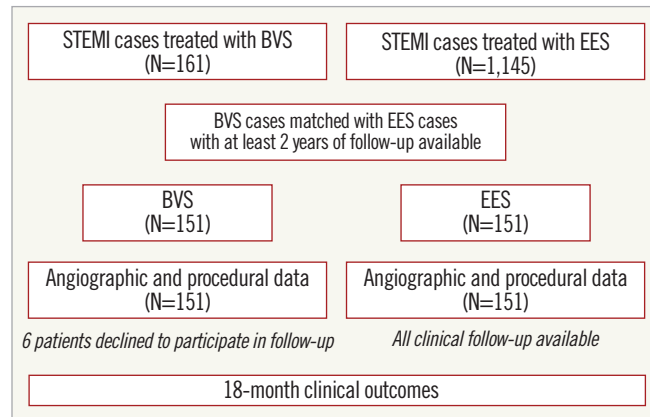 STEMI cases treated with BVS
(N=161)
STEMI cases treated with EES
(N=1,145)
BVS cases matched with EES cases
with at least 2 years of follow-up available
BVS
(N=151)
EES
(N=151)
Angiographic and procedural data
(N=151)
Angiographic and procedural data
(N=151)
6 patients declined to participate in follow-up
All clinical follow-up available
18-month clinical outcomes